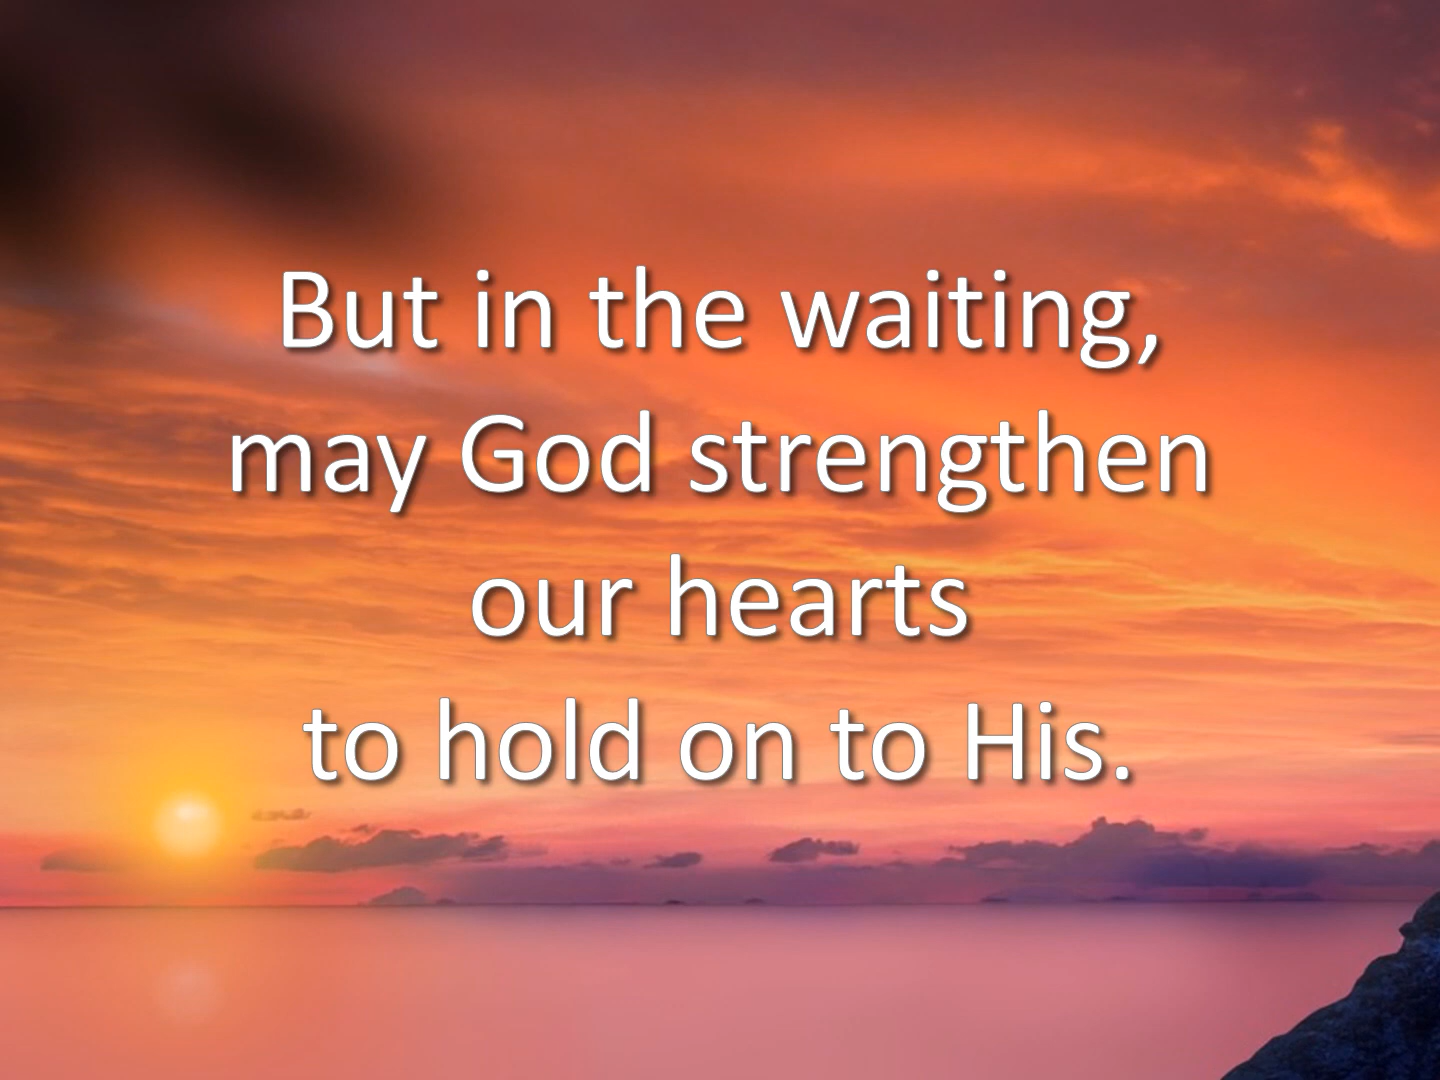 But in the waiting,
may God strengthen
our hearts
to hold on to His.